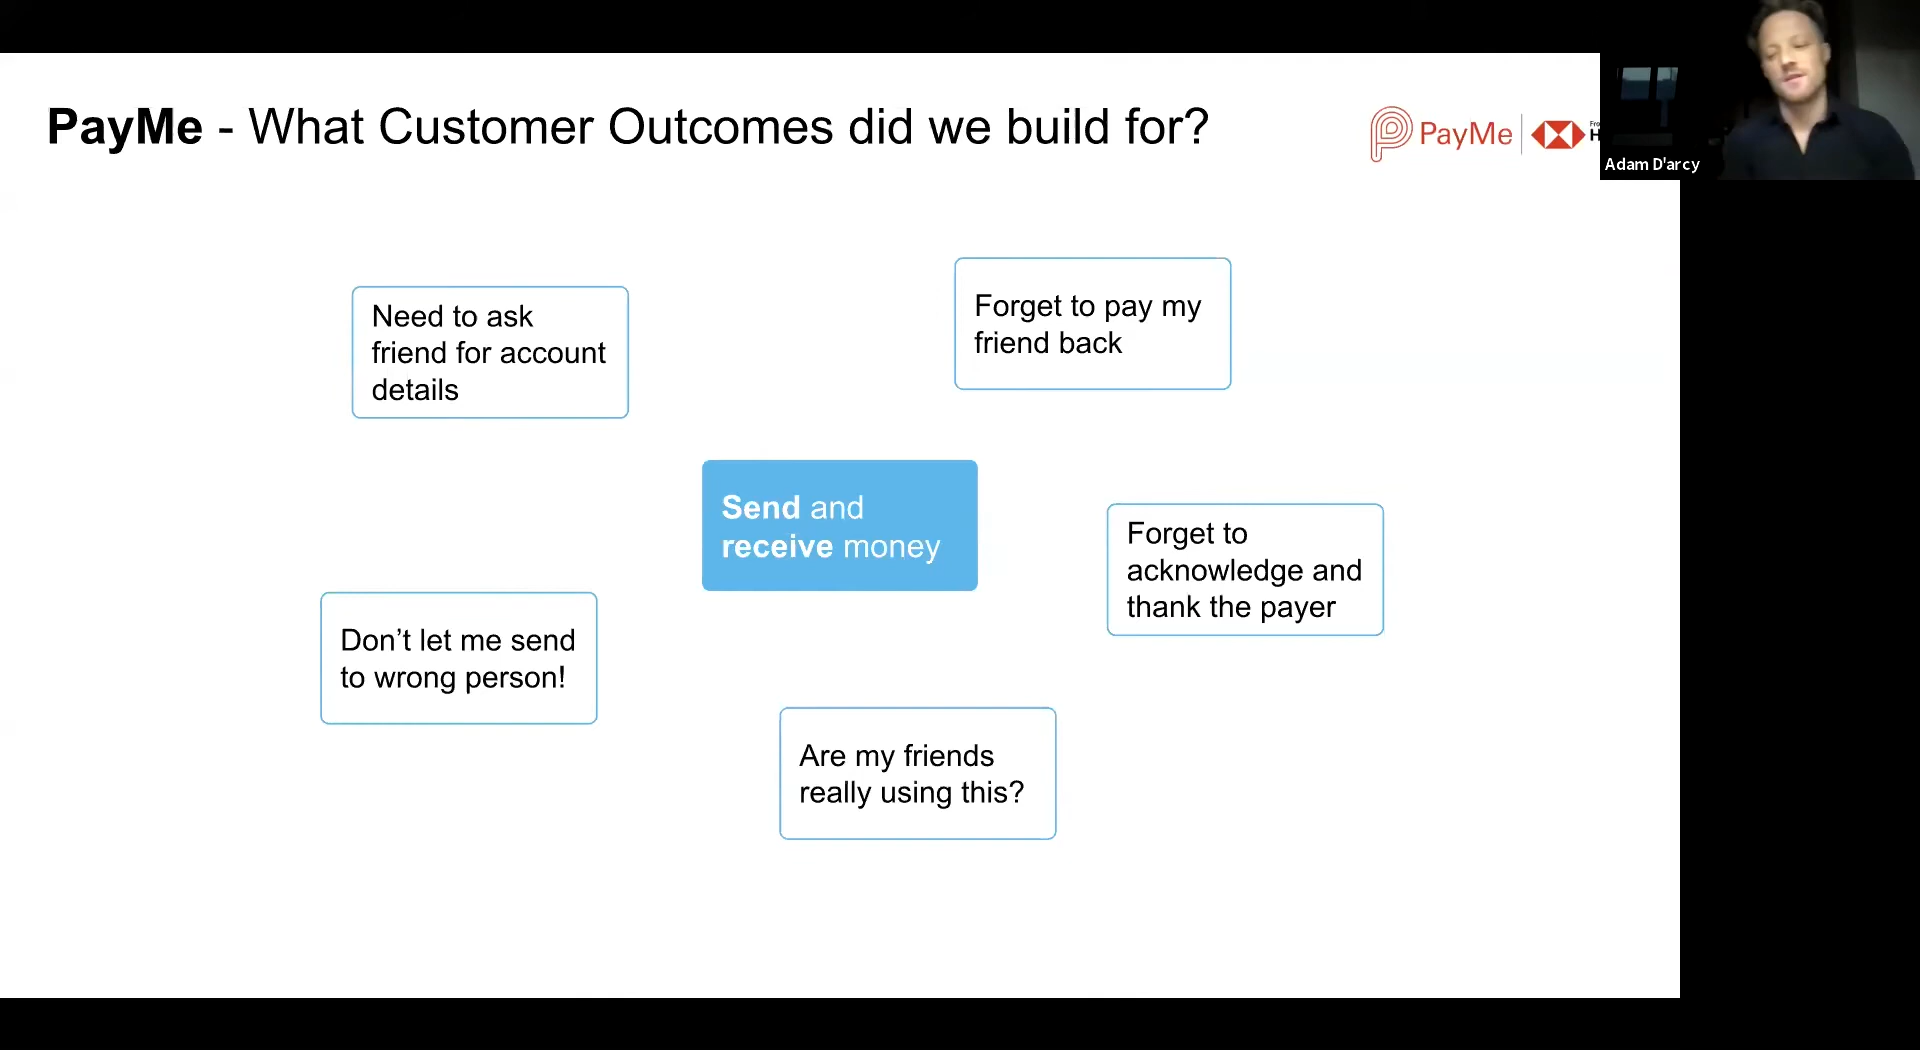 PayMe - What Customer Outcomes did we build for?
PayMe
Adam D'arcy
Need to ask
friend for account
details
Forget to pay my
friend back
Send and
receive money
Forget to
acknowledge and
thank the payer
Don’t let me send
to wrong person!
Are my friends
really using this?